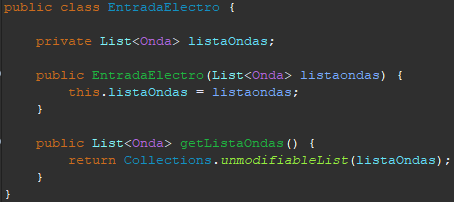 public class EntradaElectro {
private List<Onda> listaOndas;
public EntradaElectro(List<Onda> listaondas) {
this.listaOndas = listaondas;
}
public List<Onda> getListaOndas() {
return Collections.unmodifiableList(listaOndas);
}
}